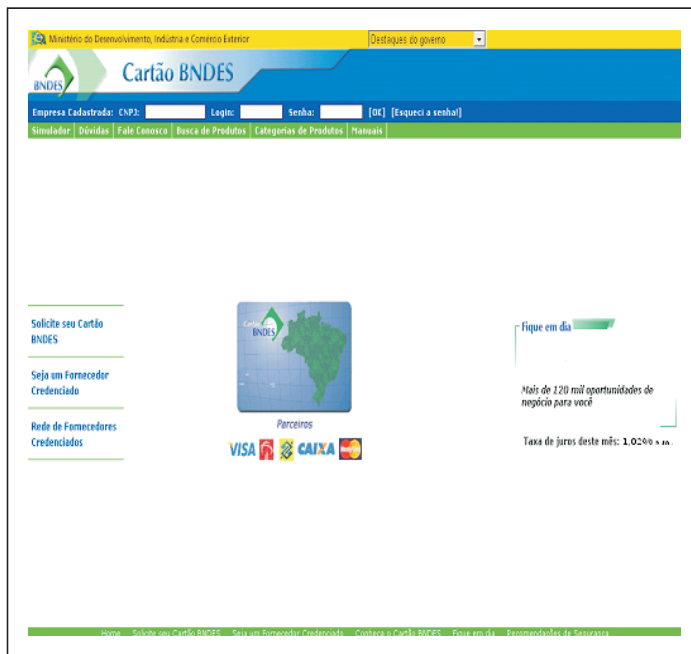 Ministério do Desenvolvimento, Indústria e Comércio Exterior
Destaques do governo
BNDES
Cartão BNDES
Empresa Cadastrada: CNPJ: Login: Senha: [OK] [Esqueci a senha!]
Simulador Dúvidas Fale Conosco Busca de Produtos Categorias de Produtos Manuais
Solicite seu Cartão
BNDES
Seja um Fornecedor
Credenciado
Rede de Fornecedores
Credenciados
Cartão
BNDES
Parceiros
VISA CAIXA MasterCard
Fique em dia
Mais de 120 mil oportunidades de
negócio para você
Taxa de juros deste mês: 1,02%
Home Solicite seu Cartão BNDES Seja um Fornecedor Credenciado Conheça o Cartão BNDES Fique em dia Recomendações de Segurança